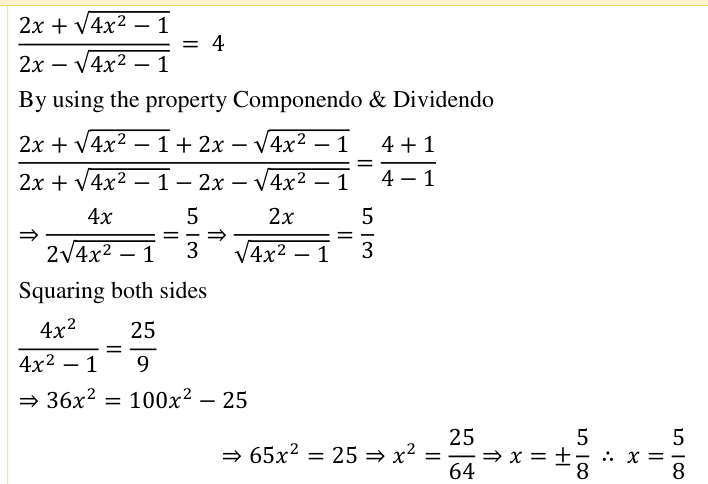 (2x + √(4x² − 1))/(2x − √(4x² − 1)) = 4
By using the property Componendo & Dividendo
(2x + √(4x² − 1) + 2x − √(4x² − 1))/(2x + √(4x² − 1) − 2x − √(4x² − 1)) = (4 + 1)/(4 − 1)
⇒ 4x/(2√(4x² − 1)) = 5/3 ⇒ 2x/√(4x² − 1) = 5/3
Squaring both sides
4x²/(4x² − 1) = 25/9
⇒ 36x² = 100x² − 25
⇒ 65x² = 25 ⇒ x² = 25/64 ⇒ x = ±5/8 ∴ x = 5/8